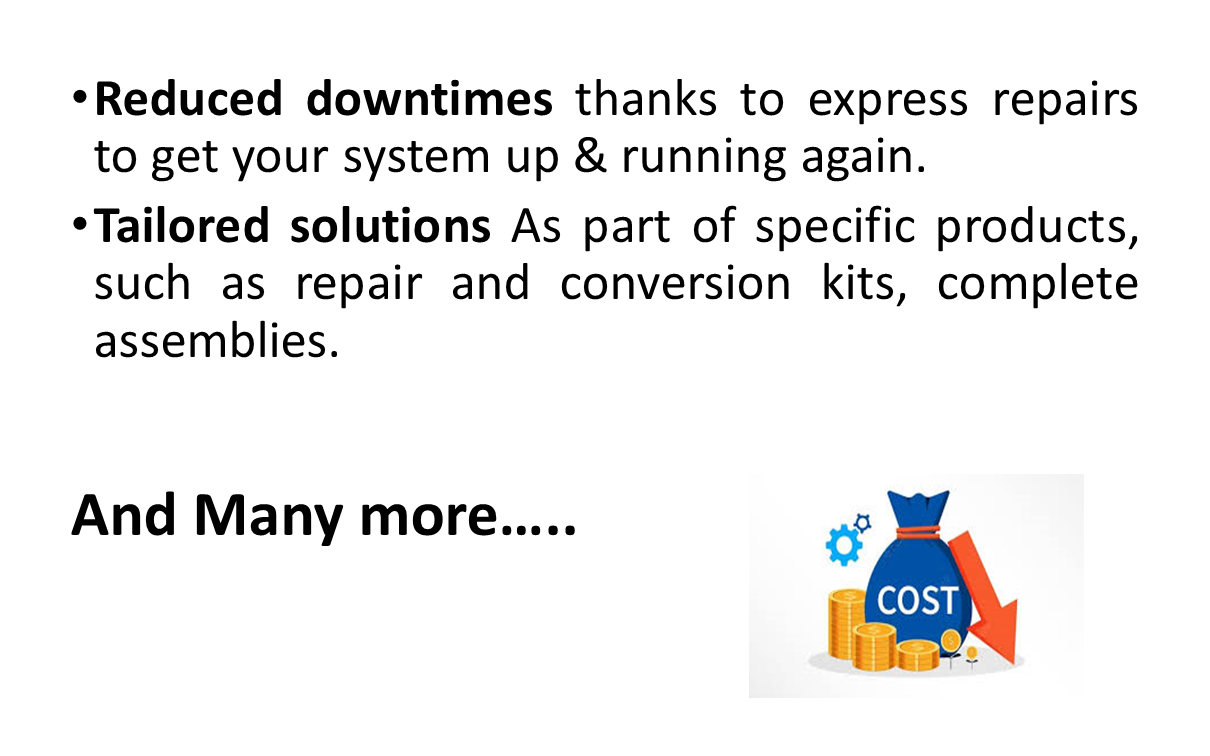 •Reduced downtimes thanks to express repairs
to get your system up & running again.
•Tailored solutions As part of specific products,
such as repair and conversion kits, complete
assemblies.
And Many more…..
COST